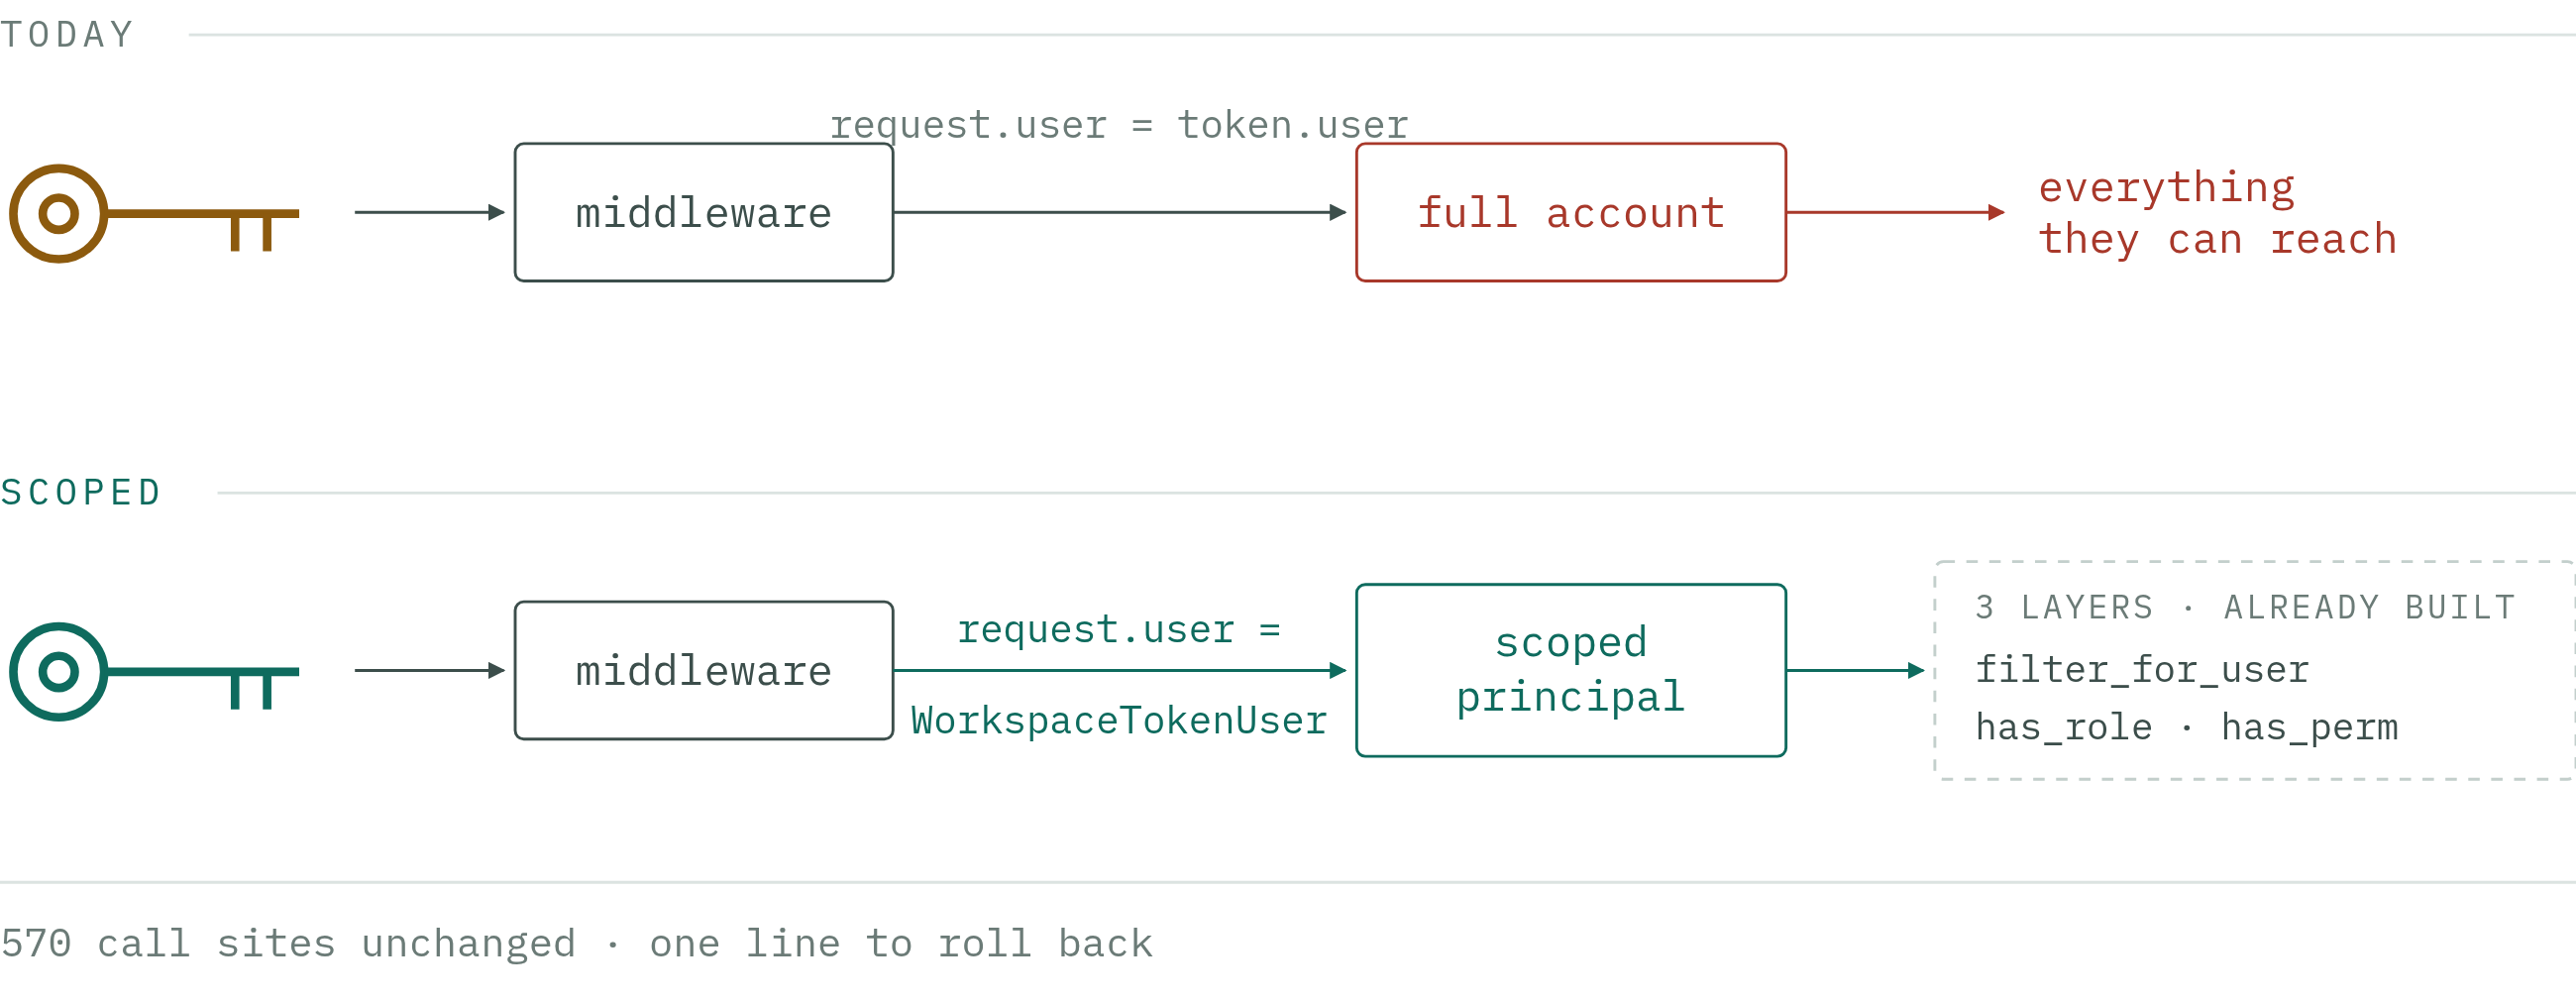 TODAY
request.user = token.user
middleware
full account
everything
they can reach
SCOPED
middleware
request.user =
WorkspaceTokenUser
scoped
principal
3 LAYERS · ALREADY BUILT
filter_for_user
has_role · has_perm
570 call sites unchanged · one line to roll back